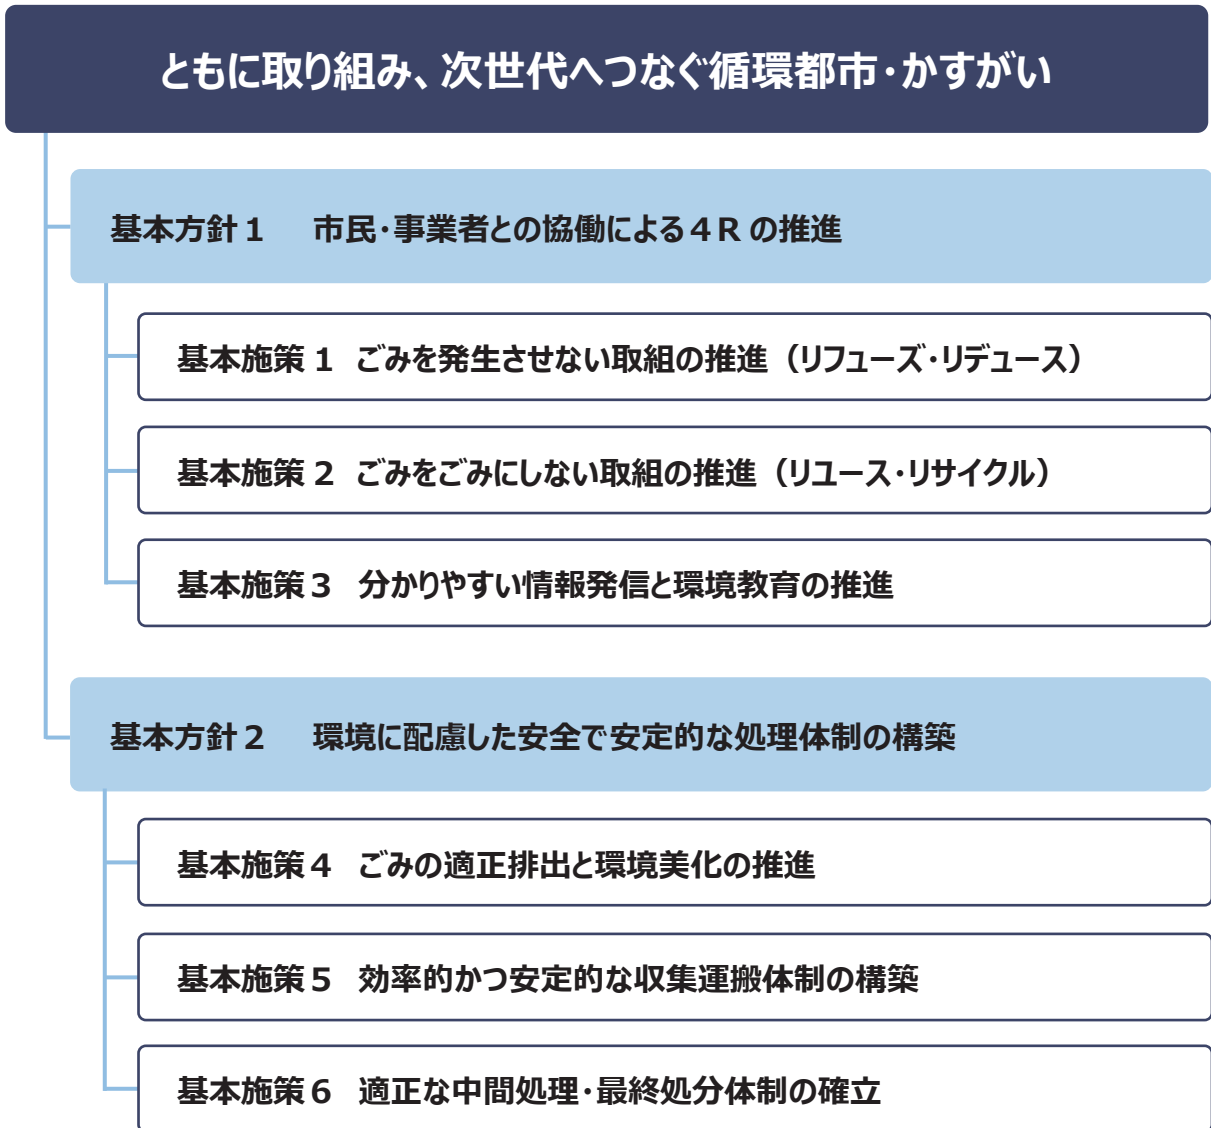 ともに取り組み、次世代へつなぐ循環都市・かすがい
基本方針１　市民・事業者との協働による４Ｒの推進
基本施策１　ごみを発生させない取組の推進（リフューズ・リデュース）
基本施策２　ごみをごみにしない取組の推進（リユース・リサイクル）
基本施策３　分かりやすい情報発信と環境教育の推進
基本方針２　環境に配慮した安全で安定的な処理体制の構築
基本施策４　ごみの適正排出と環境美化の推進
基本施策５　効率的かつ安定的な収集運搬体制の構築
基本施策６　適正な中間処理・最終処分体制の確立